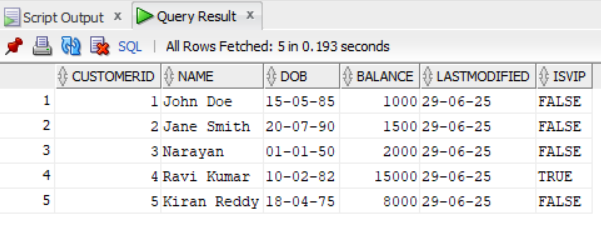 Script Output x Query Result x
SQL | All Rows Fetched: 5 in 0.193 seconds
CUSTOMERID NAME DOB BALANCE LASTMODIFIED ISVIP
1 1 John Doe 15-05-85 1000 29-06-25 FALSE
2 2 Jane Smith 20-07-90 1500 29-06-25 FALSE
3 3 Narayan 01-01-50 2000 29-06-25 FALSE
4 4 Ravi Kumar 10-02-82 15000 29-06-25 TRUE
5 5 Kiran Reddy 18-04-75 8000 29-06-25 FALSE